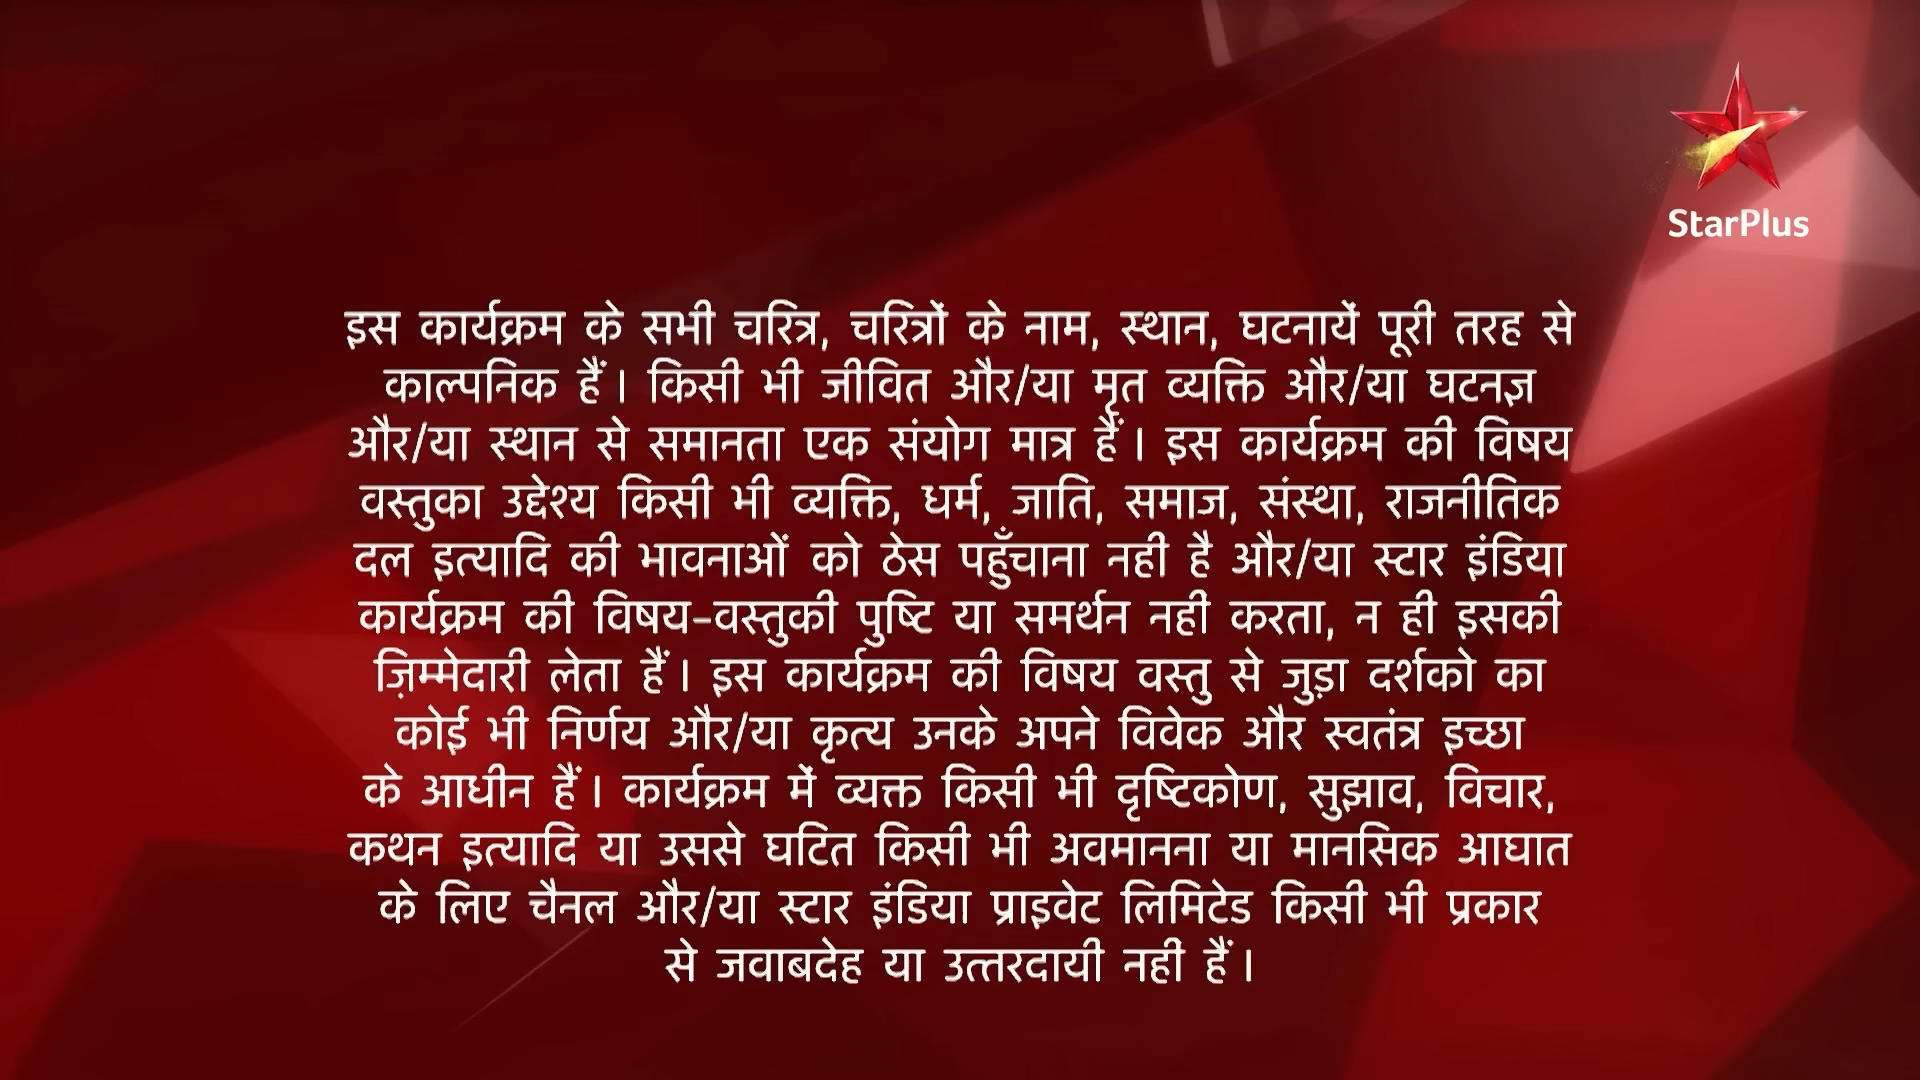 StarPlus
इस कार्यक्रम के सभी चरित्र, चरित्रों के नाम, स्थान, घटनायें पूरी तरह से
काल्पनिक हैं। किसी भी जीवित और/या मृत व्यक्ति और/या घटनज्ञ
और/या स्थान से समानता एक संयोग मात्र हैं। इस कार्यक्रम की विषय
वस्तुका उद्देश्य किसी भी व्यक्ति, धर्म, जाति, समाज, संस्था, राजनीतिक
दल इत्यादि की भावनाओं को ठेस पहुँचाना नही है और/या स्टार इंडिया
कार्यक्रम की विषय-वस्तुकी पुष्टि या समर्थन नही करता, न ही इसकी
ज़िम्मेदारी लेता हैं। इस कार्यक्रम की विषय वस्तु से जुड़ा दर्शको का
कोई भी निर्णय और/या कृत्य उनके अपने विवेक और स्वतंत्र इच्छा
के आधीन हैं। कार्यक्रम में व्यक्त किसी भी दृष्टिकोण, सुझाव, विचार,
कथन इत्यादि या उससे घटित किसी भी अवमानना या मानसिक आघात
के लिए चैनल और/या स्टार इंडिया प्राइवेट लिमिटेड किसी भी प्रकार
से जवाबदेह या उत्तरदायी नही हैं।